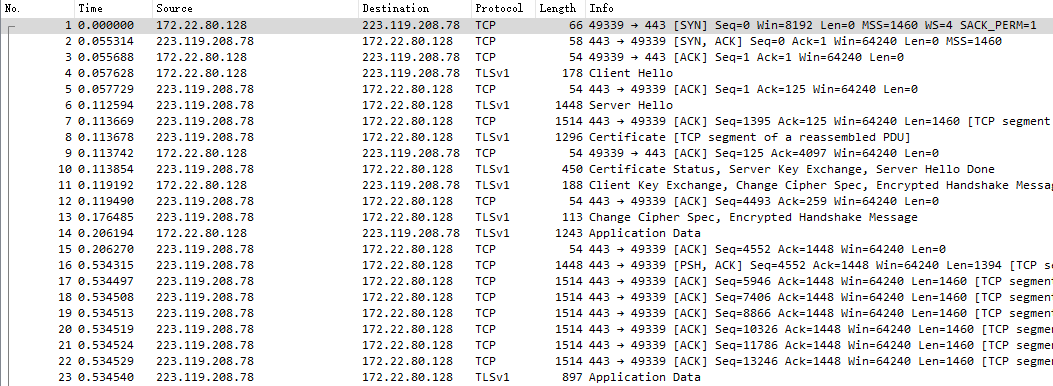 No. Time Source Destination Protocol Length Info
1 0.000000 172.22.80.128 223.119.208.78 TCP 66 49339 → 443 [SYN] Seq=0 Win=8192 Len=0 MSS=1460 WS=4 SACK_PERM=1
2 0.055314 223.119.208.78 172.22.80.128 TCP 58 443 → 49339 [SYN, ACK] Seq=0 Ack=1 Win=64240 Len=0 MSS=1460
3 0.055688 172.22.80.128 223.119.208.78 TCP 54 49339 → 443 [ACK] Seq=1 Ack=1 Win=64240 Len=0
4 0.057628 172.22.80.128 223.119.208.78 TLSv1 178 Client Hello
5 0.057729 223.119.208.78 172.22.80.128 TCP 54 443 → 49339 [ACK] Seq=1 Ack=125 Win=64240 Len=0
6 0.112594 223.119.208.78 172.22.80.128 TLSv1 1448 Server Hello
7 0.113669 223.119.208.78 172.22.80.128 TCP 1514 443 → 49339 [ACK] Seq=1395 Ack=125 Win=64240 Len=1460 [TCP segment
8 0.113678 223.119.208.78 172.22.80.128 TLSv1 1296 Certificate [TCP segment of a reassembled PDU]
9 0.113742 172.22.80.128 223.119.208.78 TCP 54 49339 → 443 [ACK] Seq=125 Ack=4097 Win=64240 Len=0
10 0.113854 223.119.208.78 172.22.80.128 TLSv1 450 Certificate Status, Server Key Exchange, Server Hello Done
11 0.119192 172.22.80.128 223.119.208.78 TLSv1 188 Client Key Exchange, Change Cipher Spec, Encrypted Handshake Messag
12 0.119490 223.119.208.78 172.22.80.128 TCP 54 443 → 49339 [ACK] Seq=4493 Ack=259 Win=64240 Len=0
13 0.176485 223.119.208.78 172.22.80.128 TLSv1 113 Change Cipher Spec, Encrypted Handshake Message
14 0.206194 172.22.80.128 223.119.208.78 TLSv1 1243 Application Data
15 0.206270 223.119.208.78 172.22.80.128 TCP 54 443 → 49339 [ACK] Seq=4552 Ack=1448 Win=64240 Len=0
16 0.534315 223.119.208.78 172.22.80.128 TCP 1448 443 → 49339 [PSH, ACK] Seq=4552 Ack=1448 Win=64240 Len=1394 [TCP se
17 0.534497 223.119.208.78 172.22.80.128 TCP 1514 443 → 49339 [ACK] Seq=5946 Ack=1448 Win=64240 Len=1460 [TCP segmen
18 0.534508 223.119.208.78 172.22.80.128 TCP 1514 443 → 49339 [ACK] Seq=7406 Ack=1448 Win=64240 Len=1460 [TCP segmen
19 0.534513 223.119.208.78 172.22.80.128 TCP 1514 443 → 49339 [ACK] Seq=8866 Ack=1448 Win=64240 Len=1460 [TCP segmen
20 0.534519 223.119.208.78 172.22.80.128 TCP 1514 443 → 49339 [ACK] Seq=10326 Ack=1448 Win=64240 Len=1460 [TCP segme
21 0.534524 223.119.208.78 172.22.80.128 TCP 1514 443 → 49339 [ACK] Seq=11786 Ack=1448 Win=64240 Len=1460 [TCP segme
22 0.534529 223.119.208.78 172.22.80.128 TCP 1514 443 → 49339 [ACK] Seq=13246 Ack=1448 Win=64240 Len=1460 [TCP segme
23 0.534540 223.119.208.78 172.22.80.128 TLSv1 897 Application Data